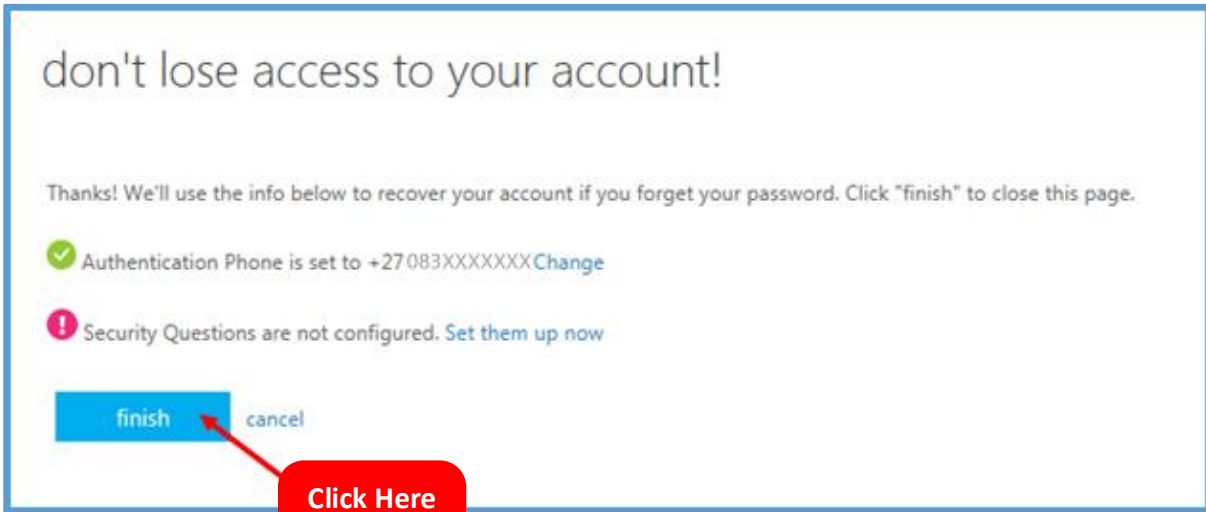 don't lose access to your account!
Thanks! We'll use the info below to recover your account if you forget your password. Click "finish" to close this page.
Authentication Phone is set to +27083XXXXXXX Change
! Security Questions are not configured. Set them up now
finish cancel
Click Here